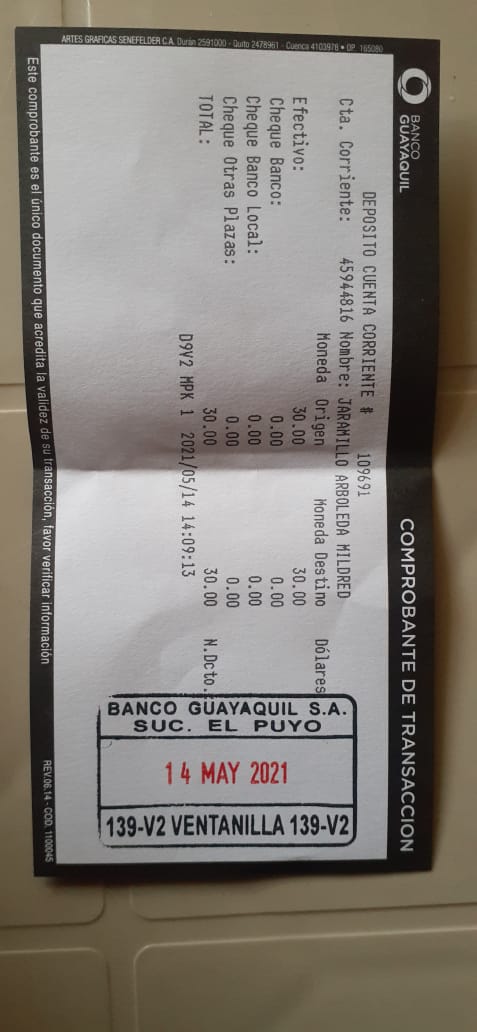 ARTES GRAFICAS SENEFELDER C.A. Durán 2591000 - Quito 2478961 - Cuenca 4103976 • OP. 165080
BANCO
GUAYAQUIL
COMPROBANTE DE TRANSACCION
DEPOSITO CUENTA CORRIENTE # 109691
Cta. Corriente: 45944816 Nombre: JARAMILLO ARBOLEDA MILDRED
Moneda Origen Moneda Destino Dólares
Efectivo: 30.00 30.00
Cheque Banco: 0.00 0.00
Cheque Banco Local: 0.00 0.00
Cheque Otras Plazas: 0.00 0.00
TOTAL: 30.00 30.00 N.Dcto.
D9V2 MPK 1 2021/05/14 14:09:13
BANCO GUAYAQUIL S.A.
SUC. EL PUYO
14 MAY 2021
139-V2 VENTANILLA 139-V2
Este comprobante es el único documento que acredita la validez de su transacción, favor verificar información
REV.06.14 - COD. 1100045